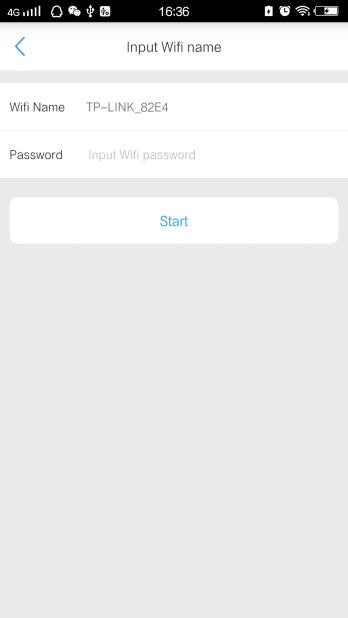 4G 16:36
Input Wifi name
Wifi Name TP-LINK_82E4
Password Input Wifi password
Start